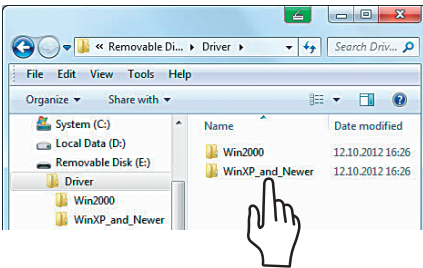 « Removable Di... ▸ Driver ▸ Search Driv...
File Edit View Tools Help
Organize ▼ Share with ▼
System (C:)
Local Data (D:)
Removable Disk (E:)
Driver
Win2000
WinXP_and_Newer
Name Date modified
Win2000 12.10.2012 16:26
WinXP_and_Newer 12.10.2012 16:26